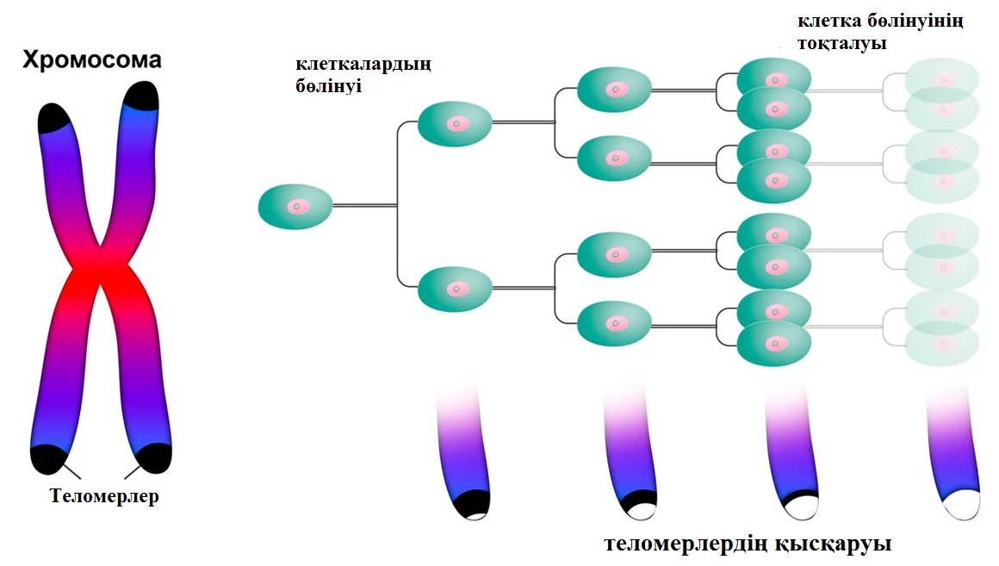 Хромосома
клеткалардың
бөлінуі
клетка бөлінуінің
тоқталуы
Теломерлер
теломерлердің қысқаруы